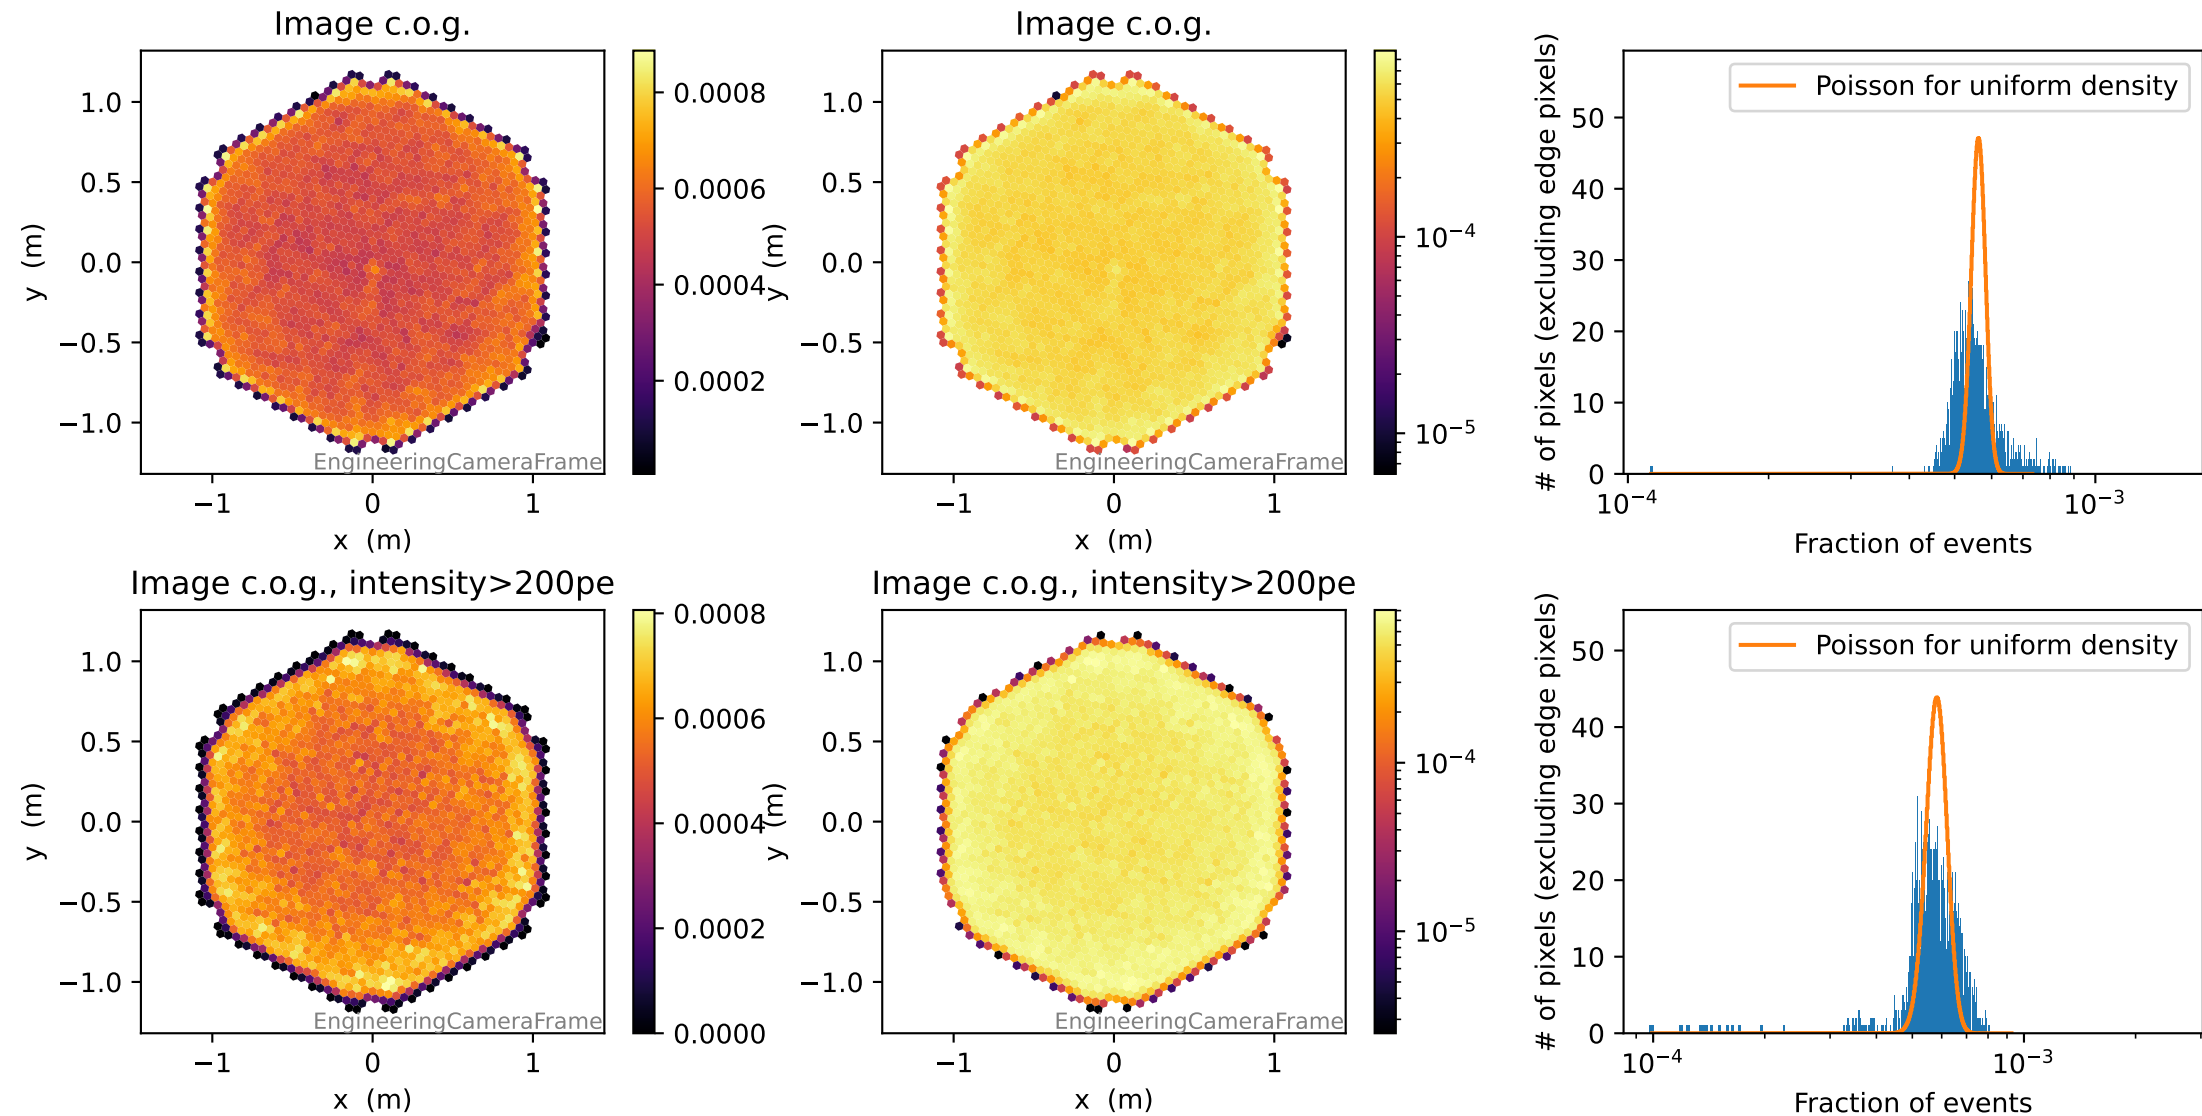 Image c.o.g.
1.0
0.5
0.0
−0.5
−1.0
y (m)
−1
0
1
x (m)
EngineeringCameraFrame
0.0008
0.0006
0.0004
0.0002
Image c.o.g.
1.0
0.5
0.0
−0.5
−1.0
y (m)
−1
0
1
x (m)
EngineeringCameraFrame
10−4
10−5
# of pixels (excluding edge pixels)
50
40
30
20
10
0
Poisson for uniform density
10−4
10−3
Fraction of events
Image c.o.g., intensity>200pe
1.0
0.5
0.0
−0.5
−1.0
y (m)
−1
0
1
x (m)
EngineeringCameraFrame
0.0008
0.0006
0.0004
0.0002
0.0000
Image c.o.g., intensity>200pe
1.0
0.5
0.0
−0.5
−1.0
y (m)
−1
0
1
x (m)
EngineeringCameraFrame
10−4
10−5
# of pixels (excluding edge pixels)
50
40
30
20
10
0
Poisson for uniform density
10−4
10−3
Fraction of events